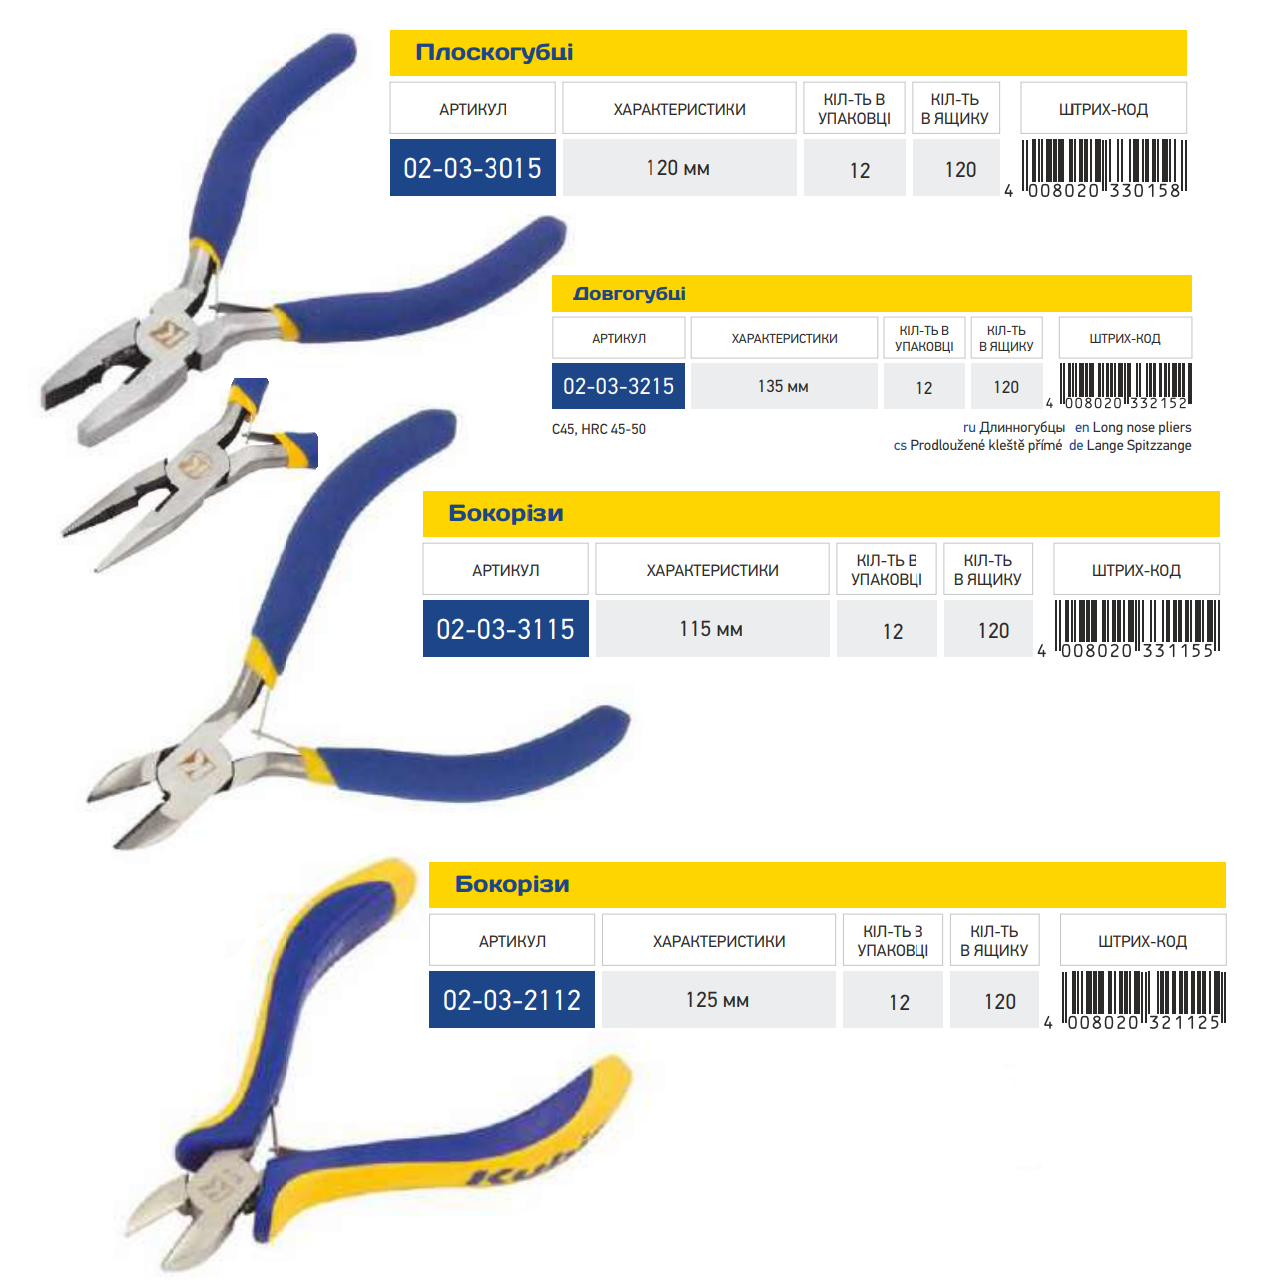 Плоскогубці
АРТИКУЛ ХАРАКТЕРИСТИКИ КІЛ-ТЬ В УПАКОВЦІ КІЛ-ТЬ В ЯЩИКУ ШТРИХ-КОД
02-03-3015 120 мм 12 120 4 008020 330158
Довгогубці
АРТИКУЛ ХАРАКТЕРИСТИКИ КІЛ-ТЬ В УПАКОВЦІ КІЛ-ТЬ В ЯЩИКУ ШТРИХ-КОД
02-03-3215 135 мм 12 120 4 008020 332152
C45, HRC 45-50
ru Длинногубцы en Long nose pliers
cs Prodloužené kleště přímé de Lange Spitzzange
Бокорізи
АРТИКУЛ ХАРАКТЕРИСТИКИ КІЛ-ТЬ В УПАКОВЦІ КІЛ-ТЬ В ЯЩИКУ ШТРИХ-КОД
02-03-3115 115 мм 12 120 4 008020 331155
Бокорізи
АРТИКУЛ ХАРАКТЕРИСТИКИ КІЛ-ТЬ В УПАКОВЦІ КІЛ-ТЬ В ЯЩИКУ ШТРИХ-КОД
02-03-2112 125 мм 12 120 4 008020 321125